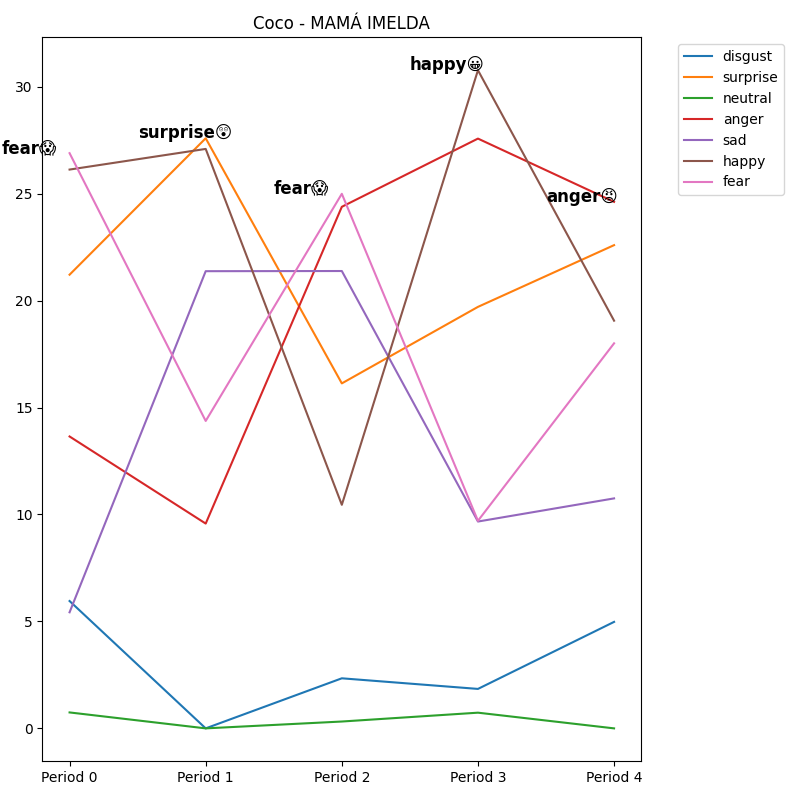 Coco - MAMÁ IMELDA
disgust
surprise
neutral
anger
sad
happy
fear
happy😀
surprise😲
fear😱
fear😱
anger😠
30
25
20
15
10
5
0
Period 0
Period 1
Period 2
Period 3
Period 4